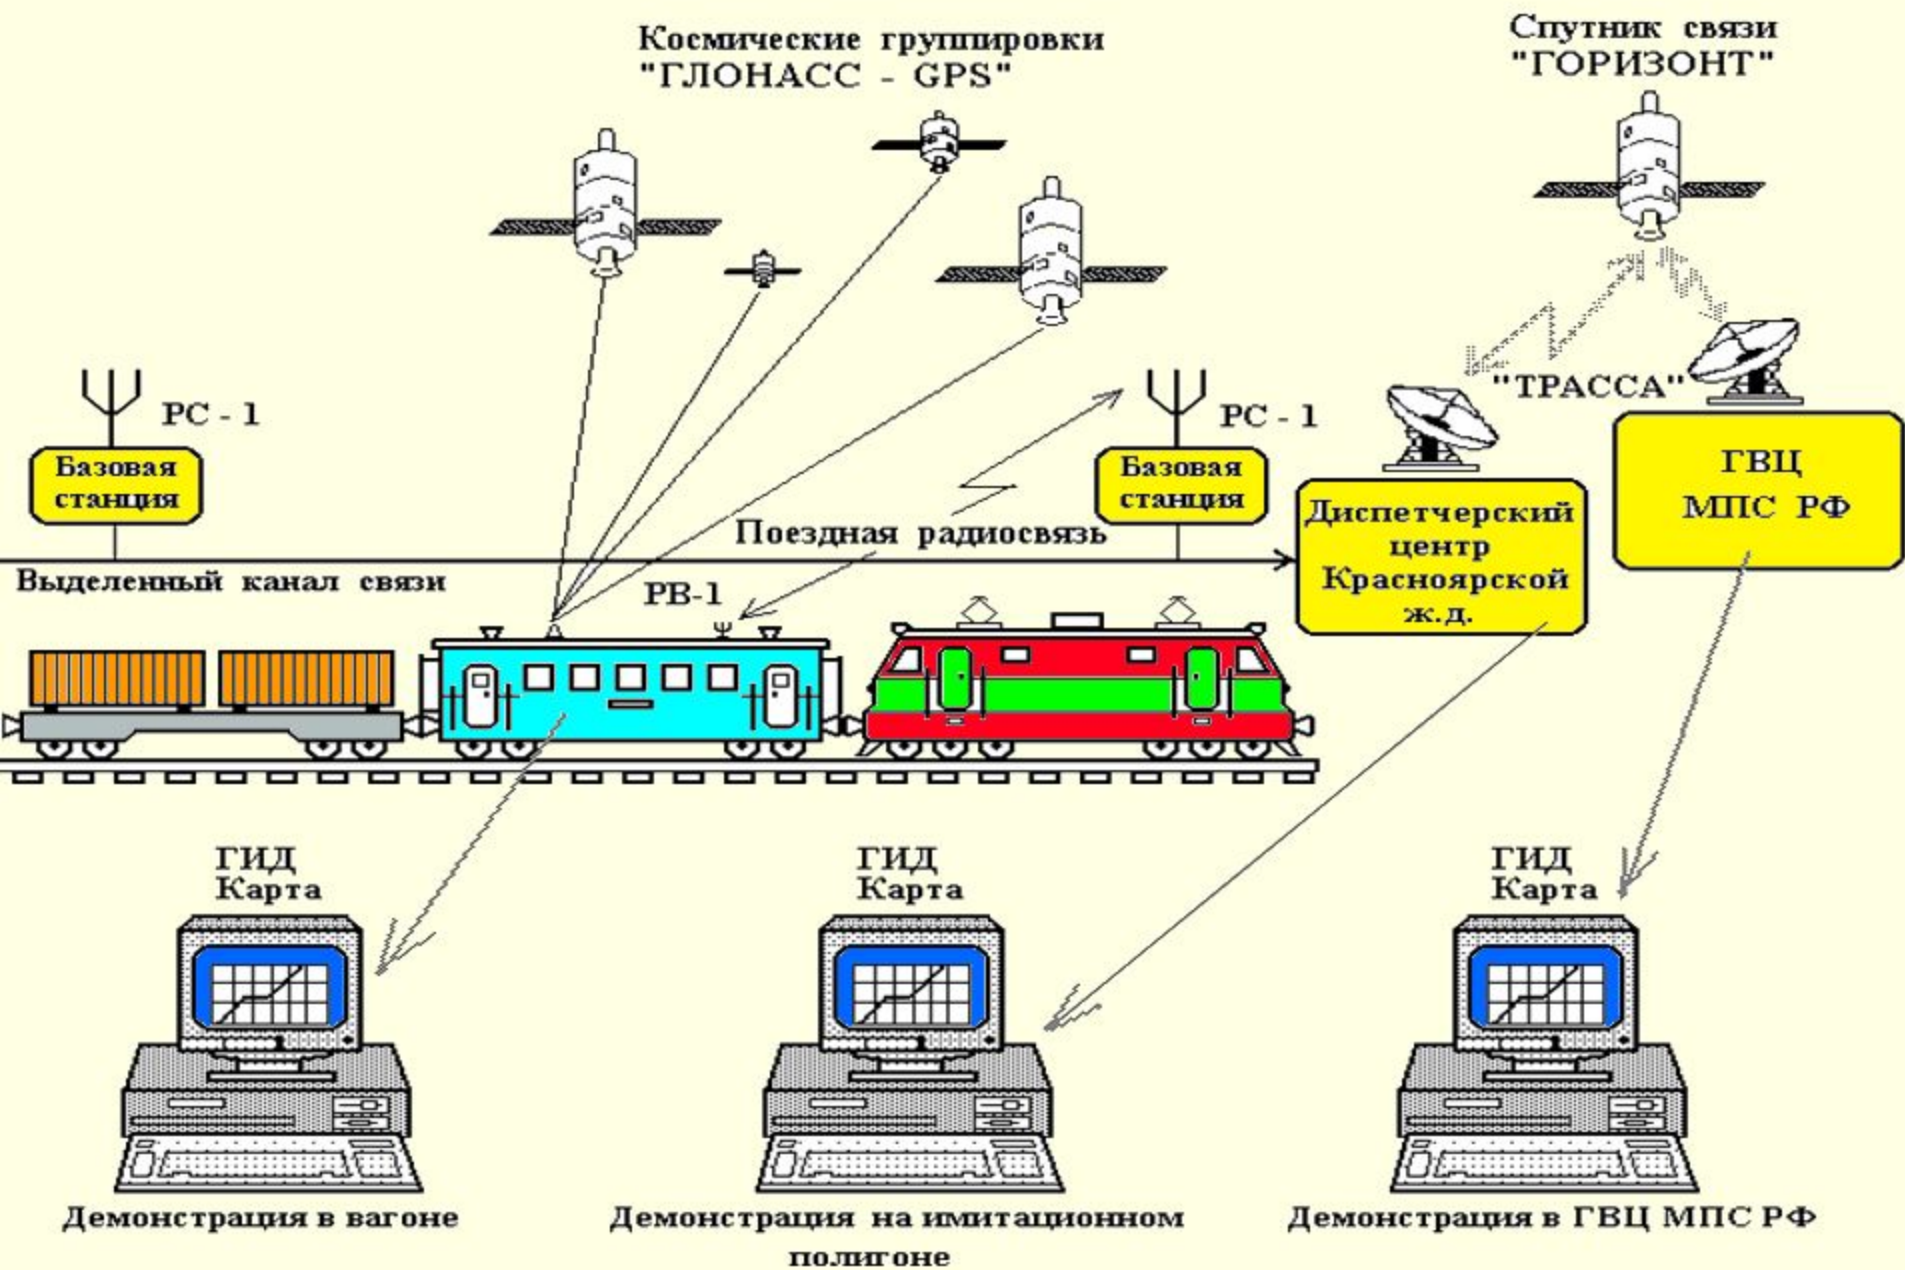 Космические группировки
"ГЛОНАСС - GPS"
Спутник связи
"ГОРИЗОНТ"
РС - 1
Базовая
станция
РС - 1
Базовая
станция
"ТРАССА"
ГВЦ
МПС РФ
Диспетчерский
центр
Красноярской
ж.д.
Поездная радиосвязь
Выделенный канал связи
РВ-1
ГИД
Карта
ГИД
Карта
ГИД
Карта
Демонстрация в вагоне
Демонстрация на имитационном
полигоне
Демонстрация в ГВЦ МПС РФ